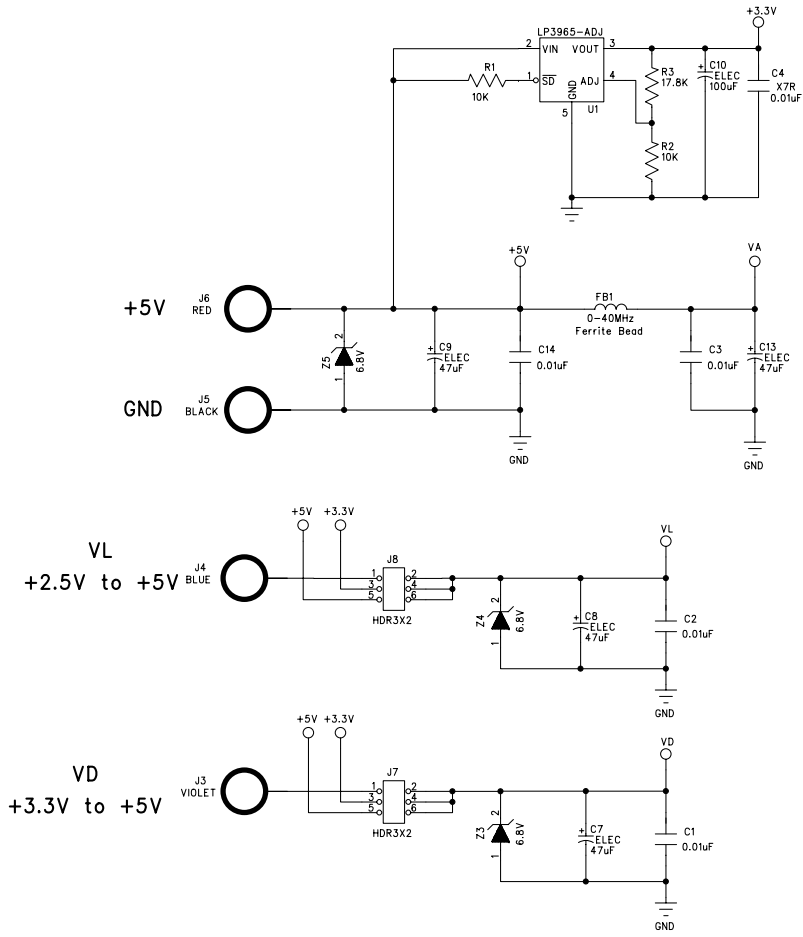 +3.3V
LP3965-ADJ
2 VIN VOUT 3
R1
10K
1 SD ADJ 4
GND
5
U1
R3
17.8K
+ C10
ELEC
100uF
C4
X7R
0.01uF
R2
10K
+5V
VA
+5V
J6
RED
FB1
0-40MHz
Ferrite Bead
2
Z5
6.8V
1
+ C9
ELEC
47uF
C14
0.01uF
C3
0.01uF
+ C13
ELEC
47uF
GND
J5
BLACK
GND
GND
VL
+2.5V to +5V
J4
BLUE
+5V
+3.3V
J8
1 2
3 4
5 6
HDR3X2
VL
2
Z4
6.8V
1
+ C8
ELEC
47uF
C2
0.01uF
GND
VD
+3.3V to +5V
J3
VIOLET
+5V
+3.3V
J7
1 2
3 4
5 6
HDR3X2
VD
2
Z3
6.8V
1
+ C7
ELEC
47uF
C1
0.01uF
GND